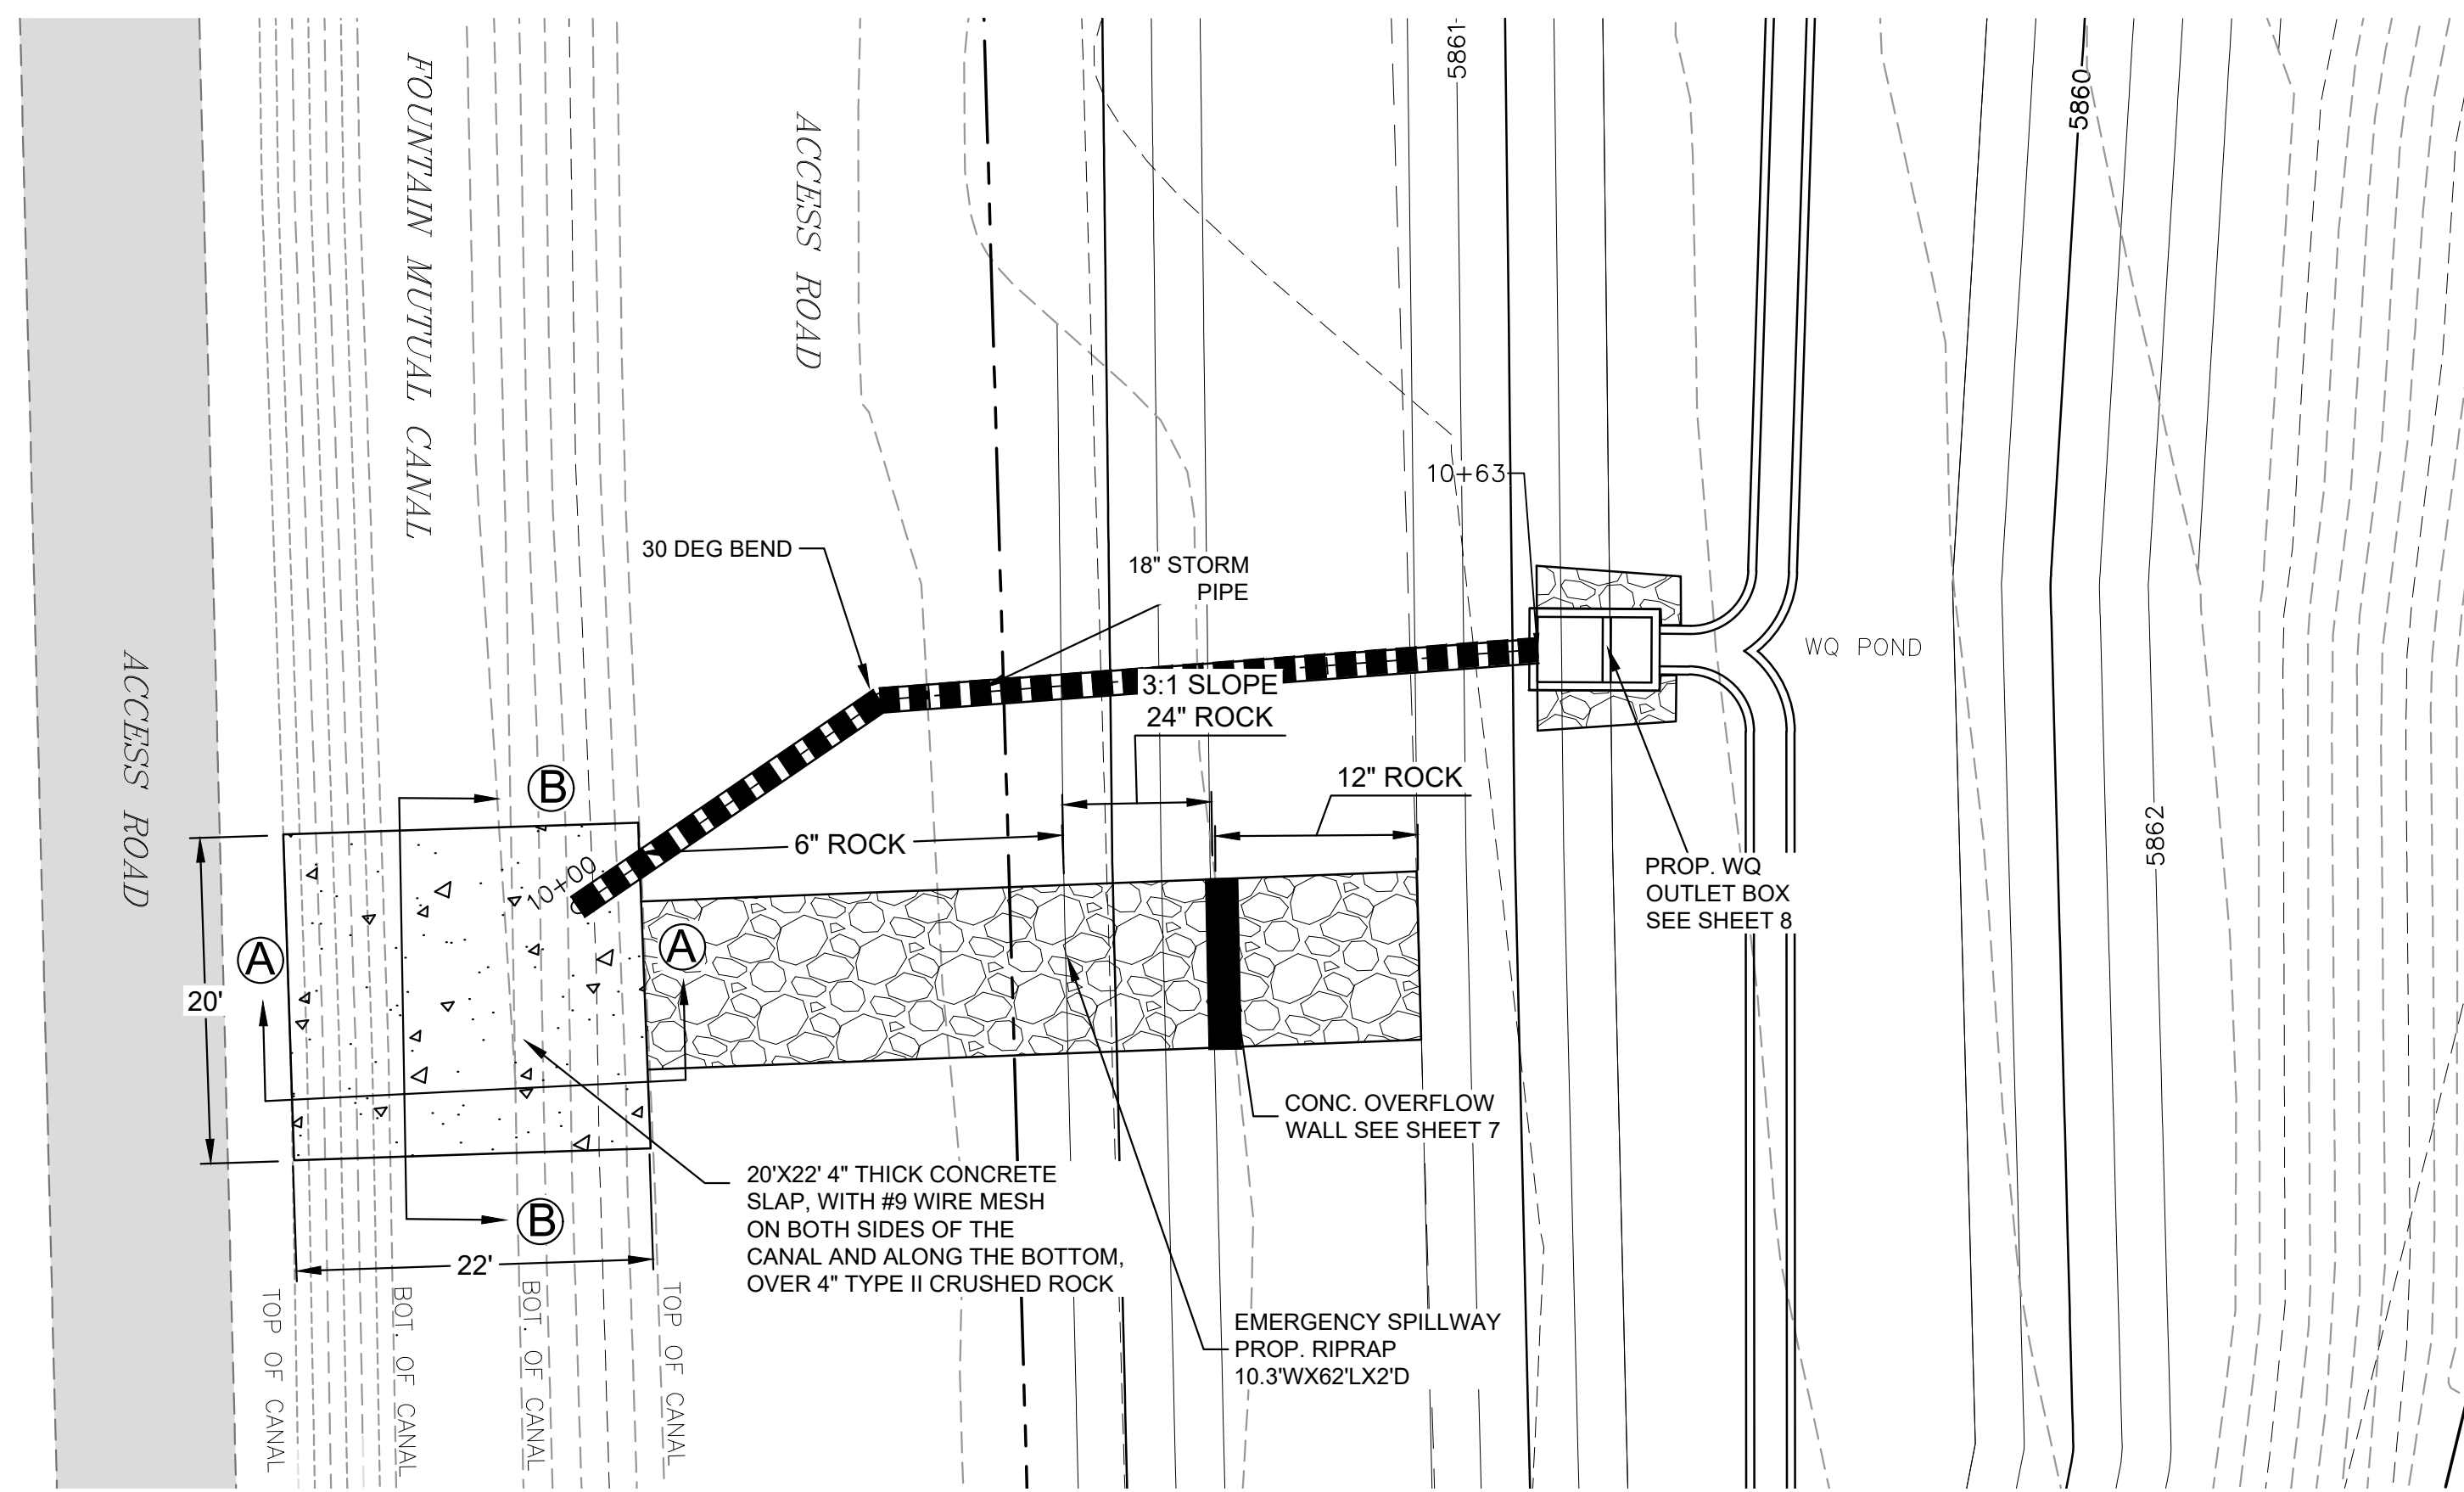 FOUNTAIN MUTUAL CANAL
ACCESS ROAD
ACCESS ROAD
5861
5860
10+63
30 DEG BEND
18" STORM
PIPE
WQ POND
3:1 SLOPE
24" ROCK
12" ROCK
6" ROCK
B
10+00
A
A
20'
PROP. WQ
OUTLET BOX
SEE SHEET 8
5862
CONC. OVERFLOW
WALL SEE SHEET 7
20'X22' 4" THICK CONCRETE
SLAP, WITH #9 WIRE MESH
ON BOTH SIDES OF THE
CANAL AND ALONG THE BOTTOM,
OVER 4" TYPE II CRUSHED ROCK
B
22'
EMERGENCY SPILLWAY
PROP. RIPRAP
10.3'WX62'LX2'D
TOP OF CANAL
BOT. OF CANAL
BOT. OF CANAL
TOP OF CANAL